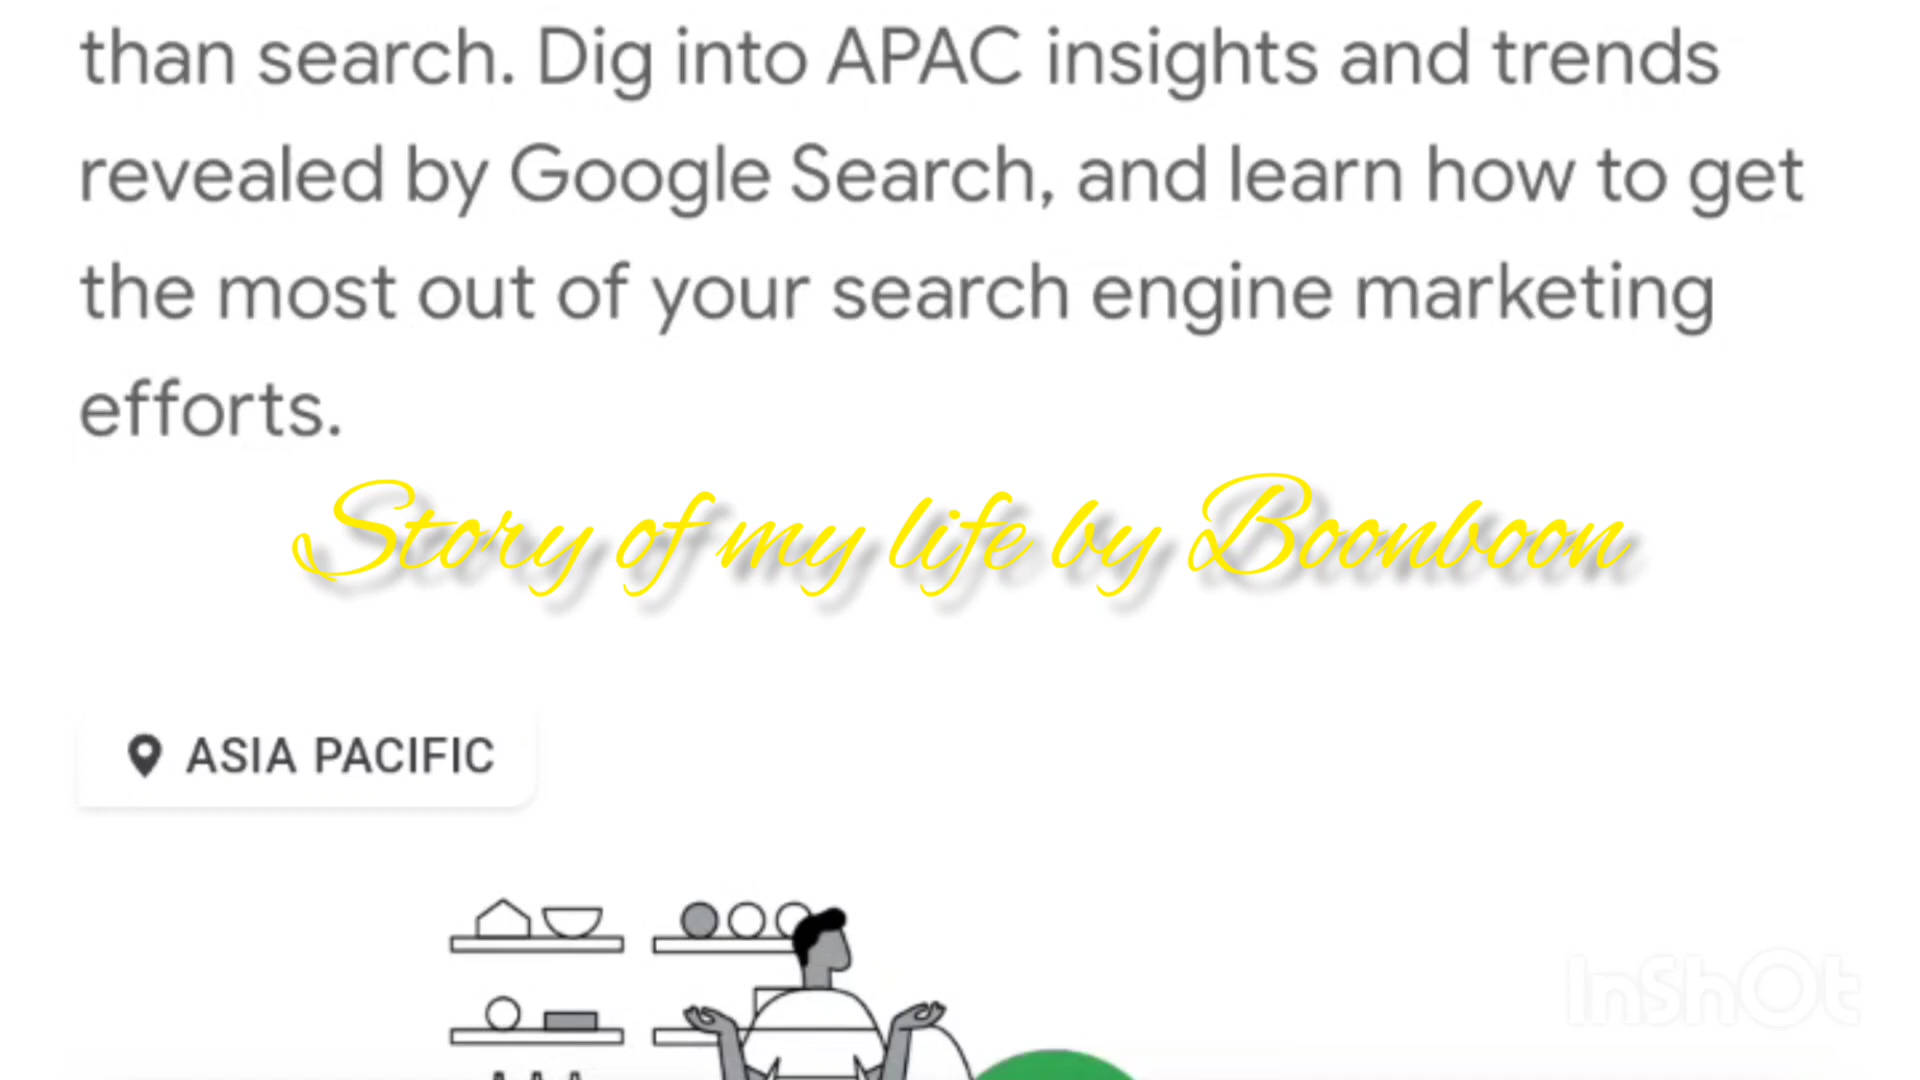 than search. Dig into APAC insights and trends
revealed by Google Search, and learn how to get
the most out of your search engine marketing
efforts.
Story of my life by Boonboon
ASIA PACIFIC
InShOt